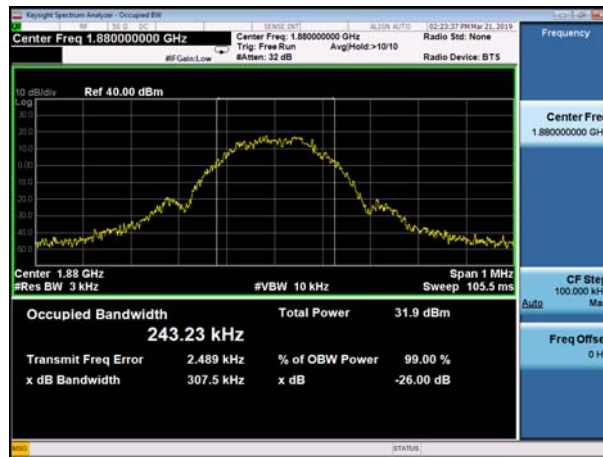 Keysight Spectrum Analyzer - Occupied BW
RF 50 Ω DC SENSE:INT ALIGN AUTO 02:23:37 PM Mar 21, 2019
Center Freq 1.880000000 GHz
Center Freq: 1.880000000 GHz
Radio Std: None
Trig: Free Run Avg|Hold:>10/10
#IFGain:Low #Atten: 32 dB Radio Device: BTS
Frequency
10 dB/div Ref 40.00 dBm
Log
30.0
20.0
10.0
0.00
10.0
20.0
30.0
40.0
50.0
Center Fre
1.880000000 GH
Center 1.88 GHz Span 1 MHz
#Res BW 3 kHz #VBW 10 kHz Sweep 105.5 ms
CF Step
100.000 kH
Auto Ma
Occupied Bandwidth Total Power 31.9 dBm
243.23 kHz
Transmit Freq Error 2.489 kHz % of OBW Power 99.00 %
x dB Bandwidth 307.5 kHz x dB -26.00 dB
Freq Offse
0 H
MSG STATUS